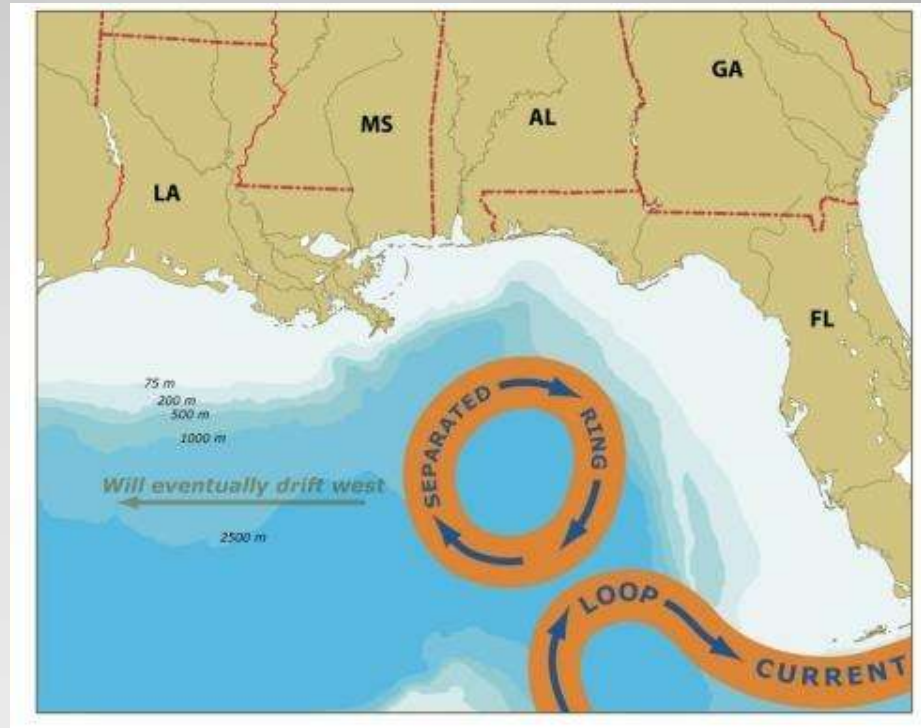 GA
MS
AL
LA
FL
75 m
200 m
500 m
1000 m
Will eventually drift west
2500 m
SEPARATED
RING
LOOP
CURRENT